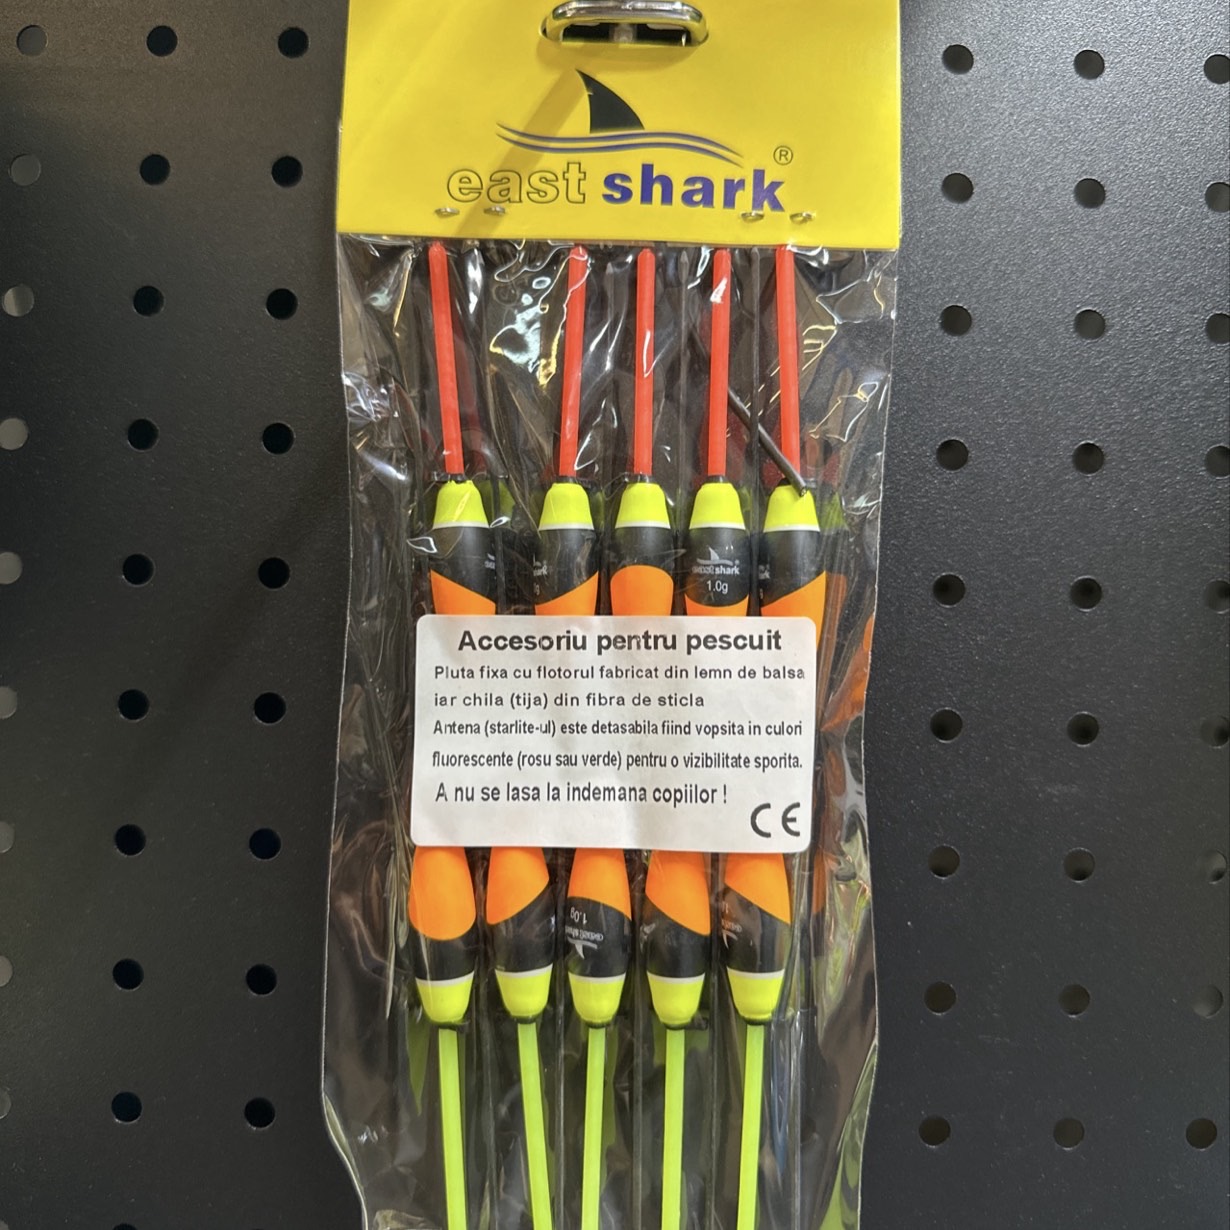 east shark®
east shark
1.0g
Accesoriu pentru pescuit
Pluta fixa cu flotorul fabricat din lemn de balsa
iar chila (tija) din fibra de sticla
Antena (starlite-ul) este detasabila fiind vopsita in culori
fluorescente (rosu sau verde) pentru o vizibilitate sporita.
A nu se lasa la indemana copiilor !
CE
1.0g